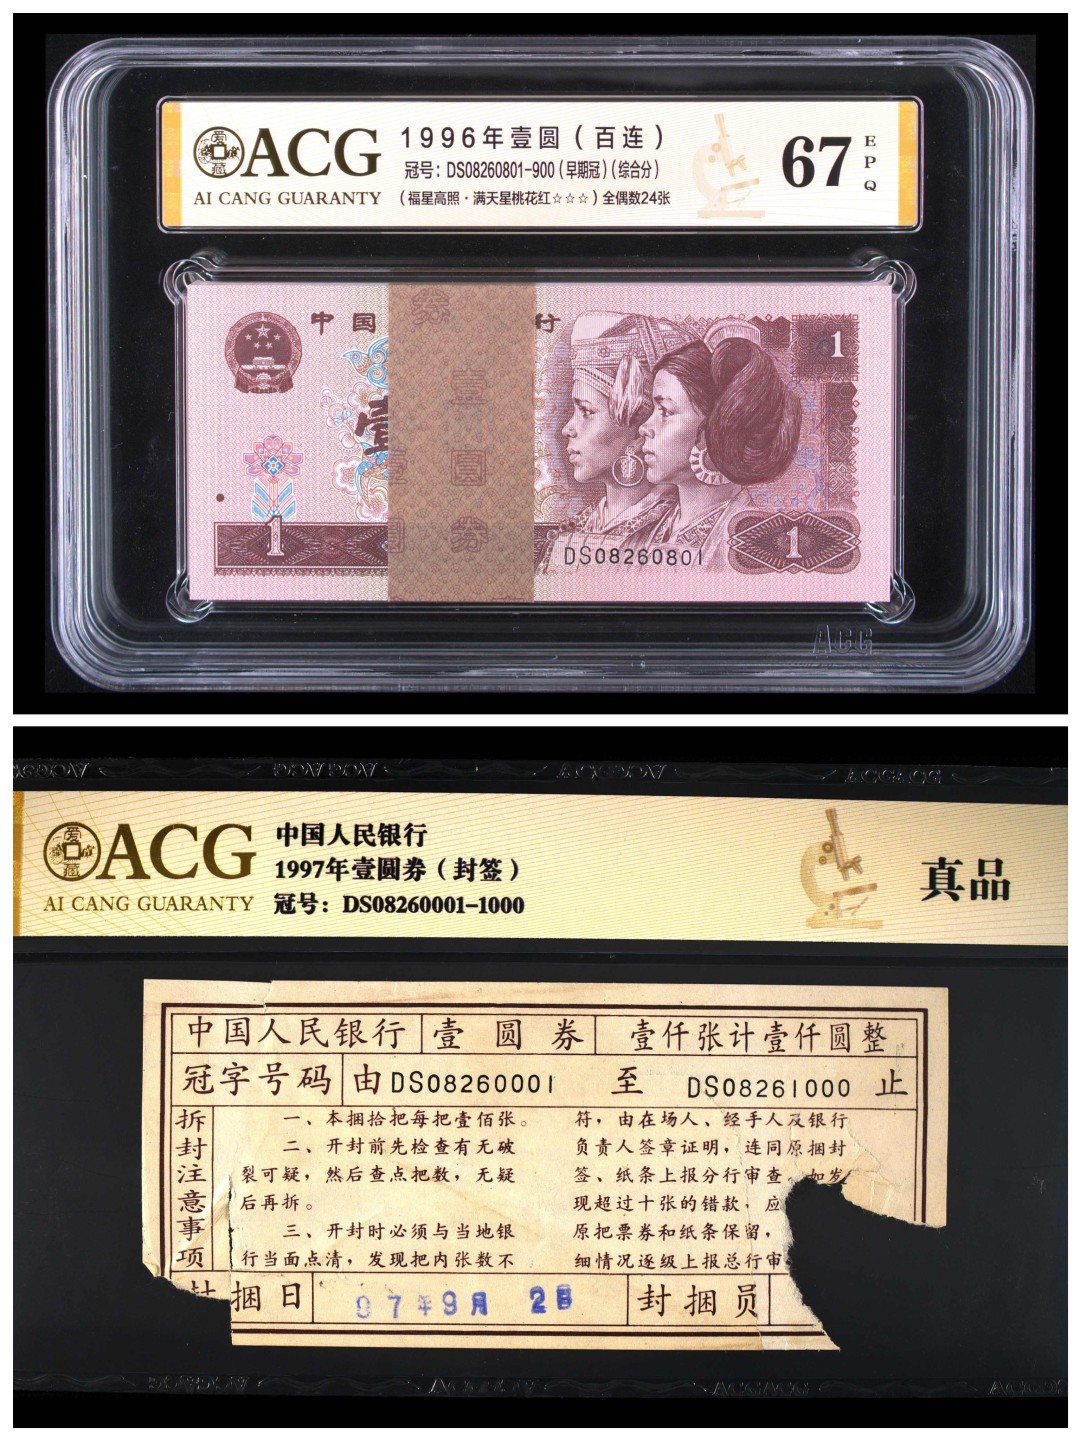 ACG
AI CANG GUARANTY
1996年壹圆（百连）
冠号：DS08260801-900（早期冠）（综合分）
（福星高照·满天星桃花红☆☆☆）全偶数24张
67
EPQ
中国
行
1
壹
券
壹
圆
券
1
DS08260801
1
ACG
ACG
AI CANG GUARANTY
中国人民银行
1997年壹圆券（封签）
冠号：DS08260001-1000
真品
中国人民银行 壹圆券 壹仟张计壹仟圆整
冠字号码 由DS08260001 至 DS08261000 止
拆封注意事项
一、本捆拾把每把壹佰张。
二、开封前先检查有无破
裂可疑，然后查点把数，无疑
后再拆。
三、开封时必须与当地银
行当面点清，发现把内张数不
符，由在场人、经手人及银行
负责人签章证明，连同原捆封
签、纸条上报分行审查。如发
现超过十张的错款，应
原把票券和纸条保留，
细情况逐级上报总行审
封捆日 97年9月2日 封捆员